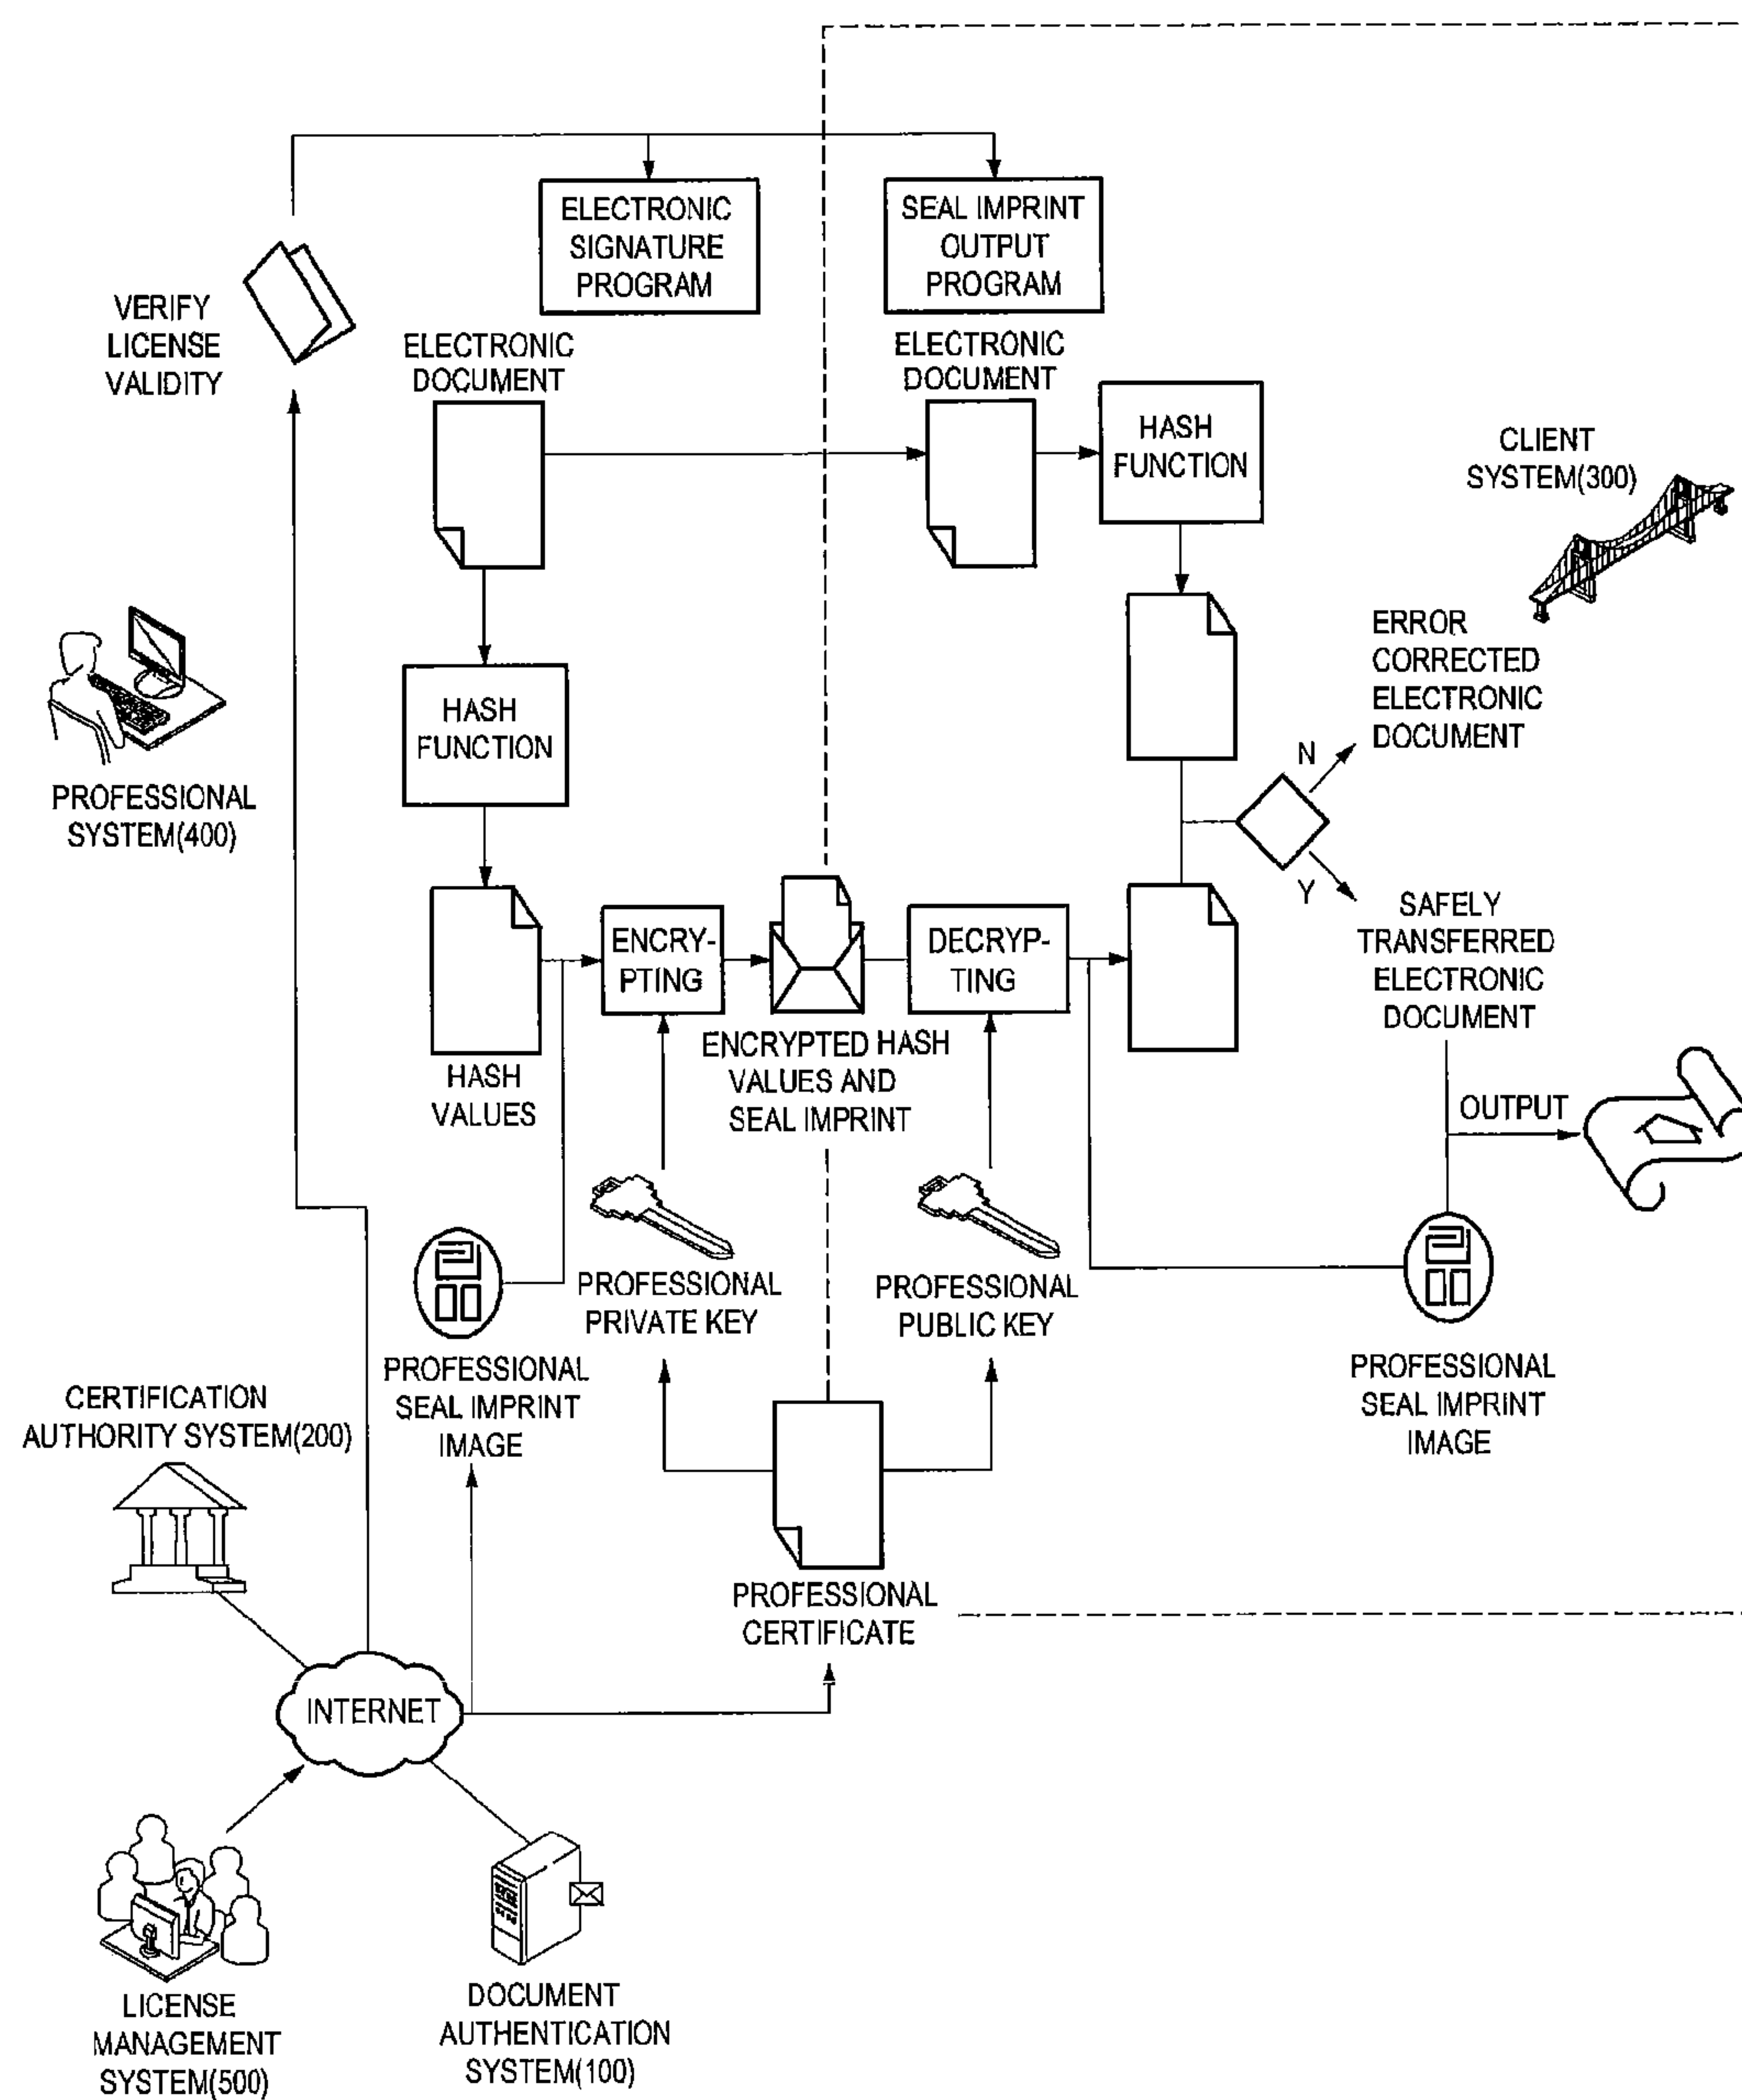 ELECTRONIC
SIGNATURE
PROGRAM
SEAL IMPRINT
OUTPUT
PROGRAM
VERIFY
LICENSE
VALIDITY
ELECTRONIC
DOCUMENT
ELECTRONIC
DOCUMENT
HASH
FUNCTION
CLIENT
SYSTEM(300)
ERROR
CORRECTED
ELECTRONIC
DOCUMENT
HASH
FUNCTION
N
PROFESSIONAL
SYSTEM(400)
Y
SAFELY
TRANSFERRED
ELECTRONIC
DOCUMENT
ENCRY-
PTING
DECRYP-
TING
HASH
VALUES
ENCRYPTED HASH
VALUES AND
SEAL IMPRINT
OUTPUT
PROFESSIONAL
PRIVATE KEY
PROFESSIONAL
PUBLIC KEY
PROFESSIONAL
SEAL IMPRINT
IMAGE
PROFESSIONAL
SEAL IMPRINT
IMAGE
CERTIFICATION
AUTHORITY SYSTEM(200)
PROFESSIONAL
CERTIFICATE
INTERNET
LICENSE
MANAGEMENT
SYSTEM(500)
DOCUMENT
AUTHENTICATION
SYSTEM(100)